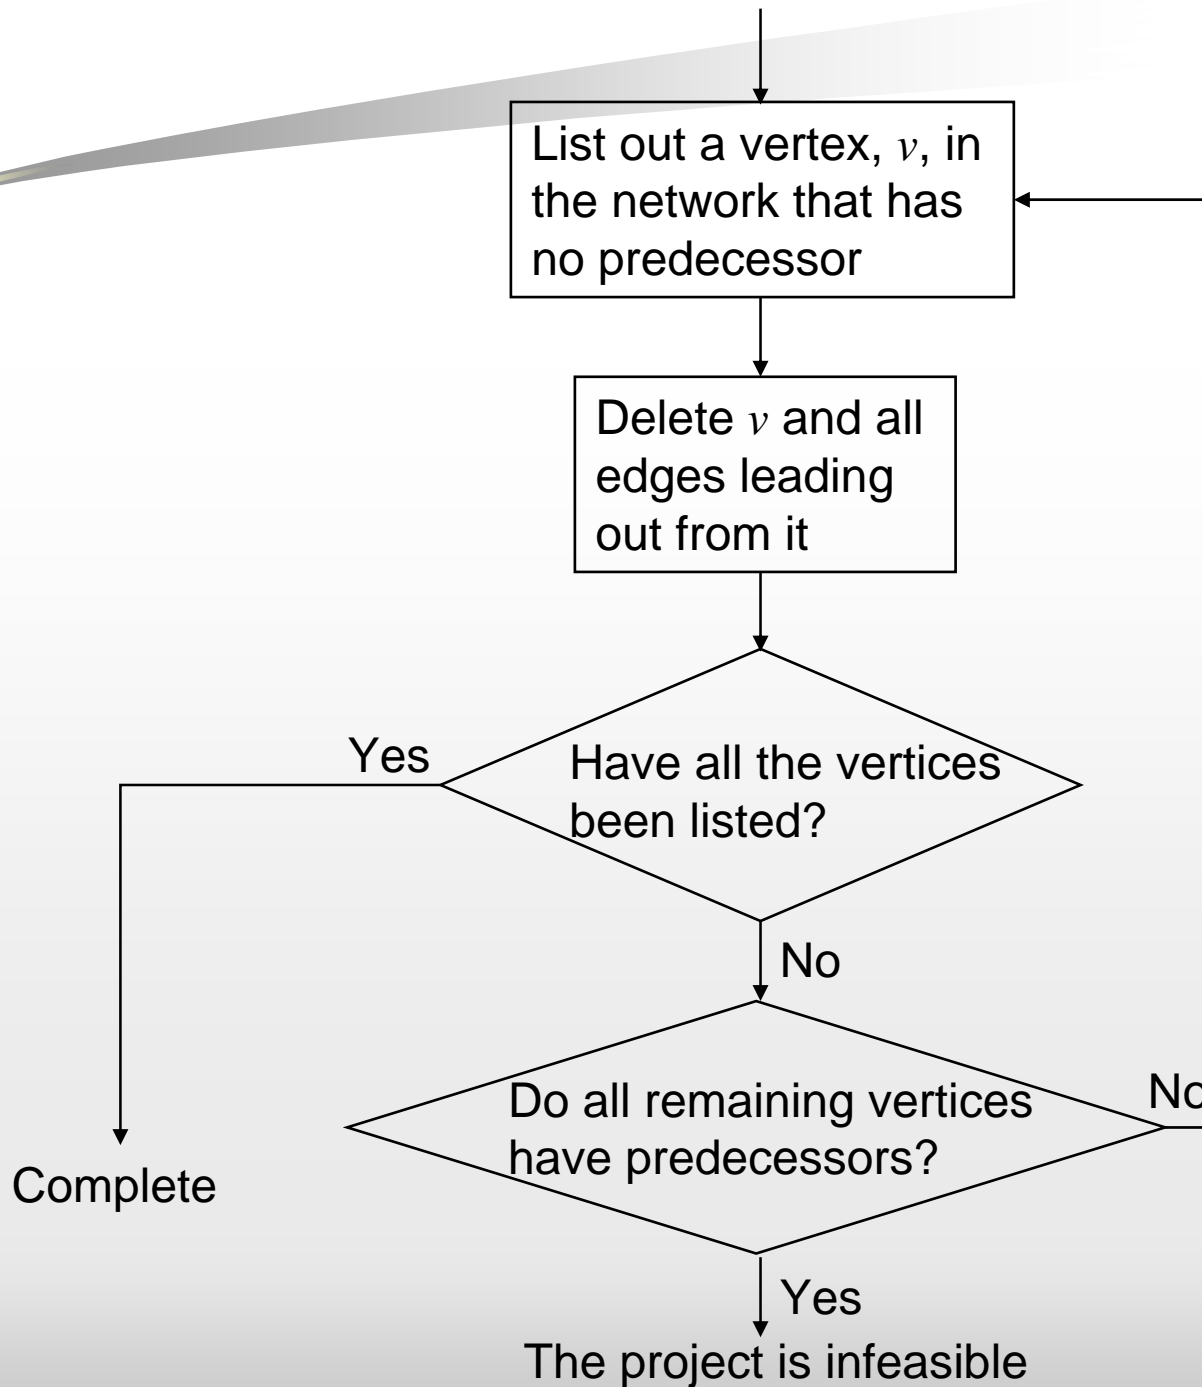 List out a vertex, v, in
the network that has
no predecessor
Delete v and all
edges leading
out from it
Yes
Have all the vertices
been listed?
No
No
Do all remaining vertices
have predecessors?
Complete
Yes
The project is infeasible